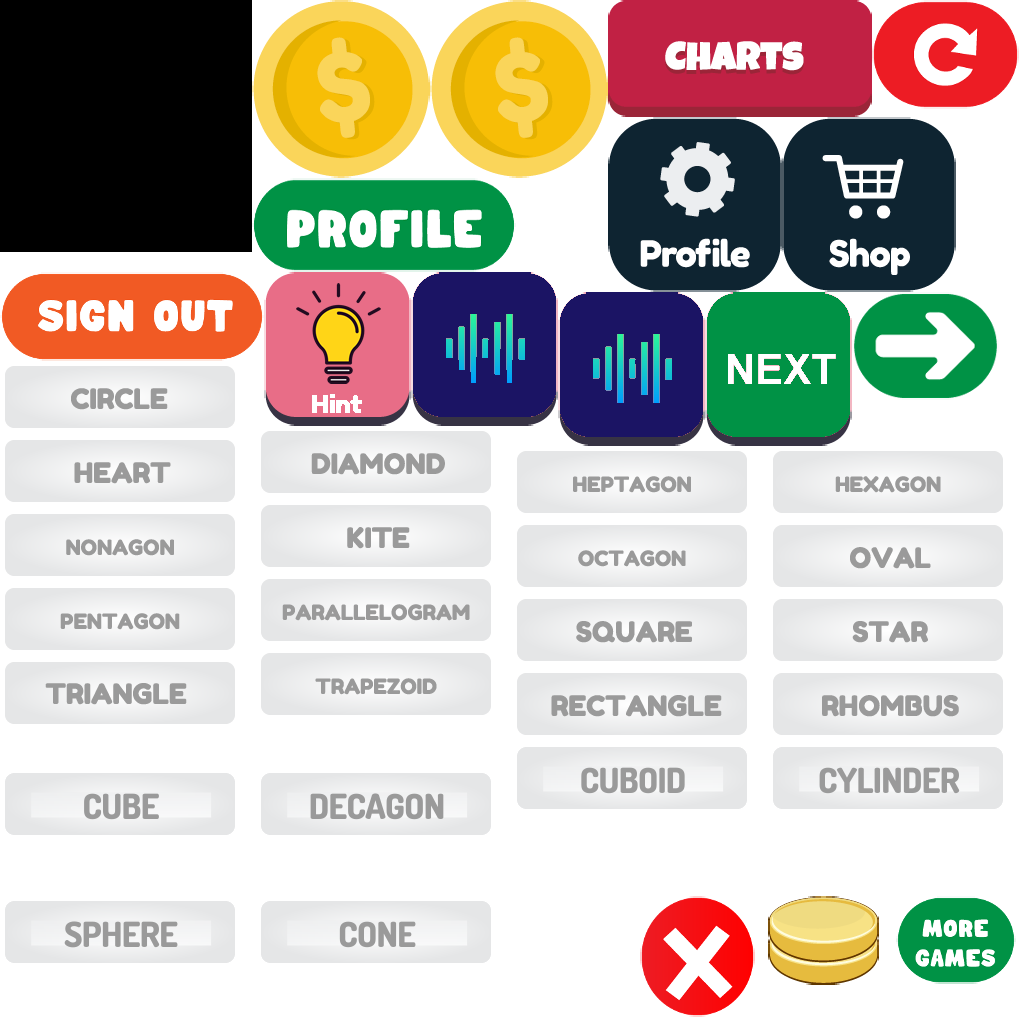 $
$
CHARTS
PROFILE
Profile
Shop
SIGN OUT
Hint
NEXT
CIRCLE
HEART
NONAGON
PENTAGON
TRIANGLE
DIAMOND
KITE
PARALLELOGRAM
TRAPEZOID
HEPTAGON
HEXAGON
OCTAGON
OVAL
SQUARE
STAR
RECTANGLE
RHOMBUS
CUBOID
CYLINDER
CUBE
DECAGON
SPHERE
CONE
MORE
GAMES